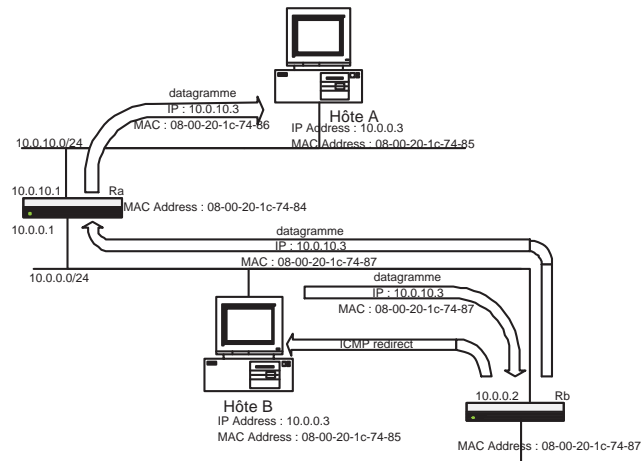 datagramme
IP : 10.0.10.3
MAC : 08-00-20-1c-74-86
Hôte A
IP Address : 10.0.0.3
MAC Address : 08-00-20-1c-74-85
10.0.10.0/24
10.0.10.1
Ra
MAC Address : 08-00-20-1c-74-84
10.0.0.1
datagramme
IP : 10.0.10.3
MAC : 08-00-20-1c-74-87
10.0.0.0/24
datagramme
IP : 10.0.10.3
MAC : 08-00-20-1c-74-87
ICMP redirect
Hôte B
IP Address : 10.0.0.3
MAC Address : 08-00-20-1c-74-85
10.0.0.2
Rb
MAC Address : 08-00-20-1c-74-87